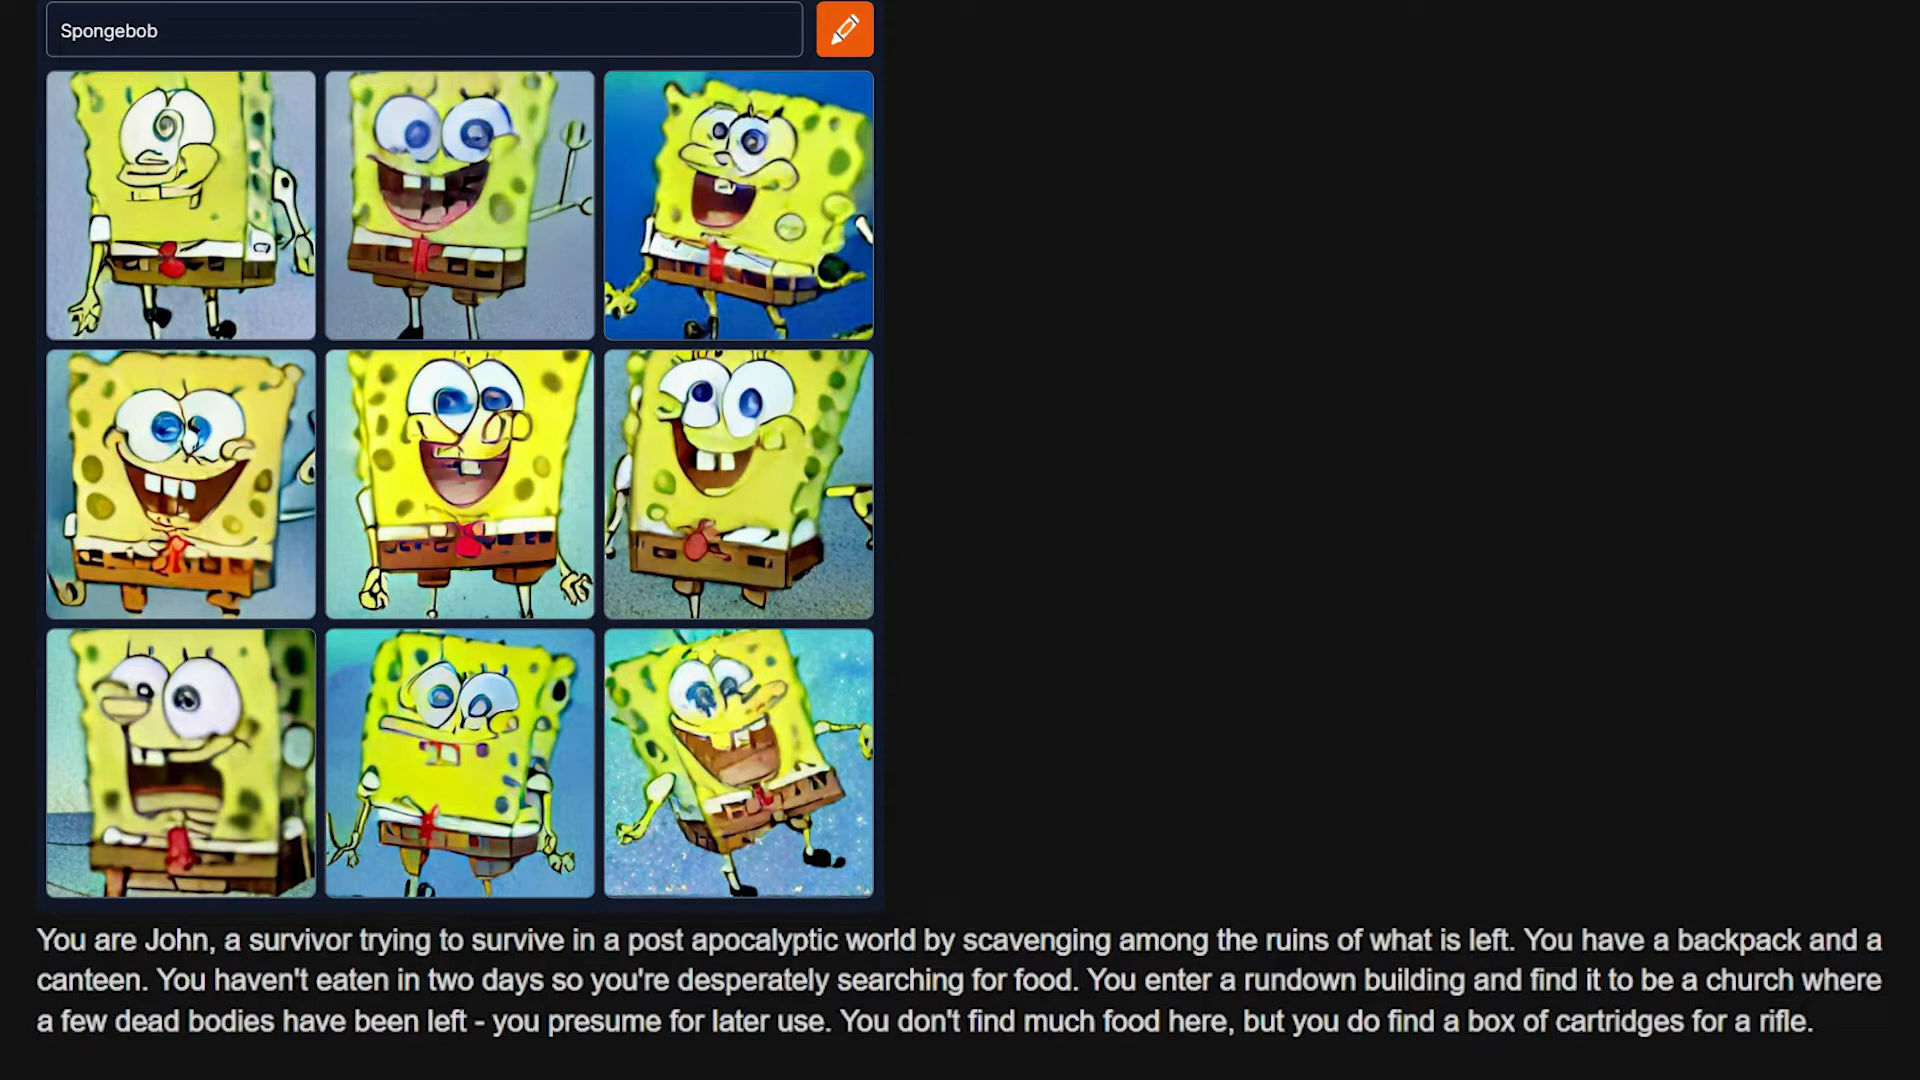 Spongebob
You are John, a survivor trying to survive in a post apocalyptic world by scavenging among the ruins of what is left. You have a backpack and a
canteen. You haven't eaten in two days so you're desperately searching for food. You enter a rundown building and find it to be a church where
a few dead bodies have been left - you presume for later use. You don't find much food here, but you do find a box of cartridges for a rifle.